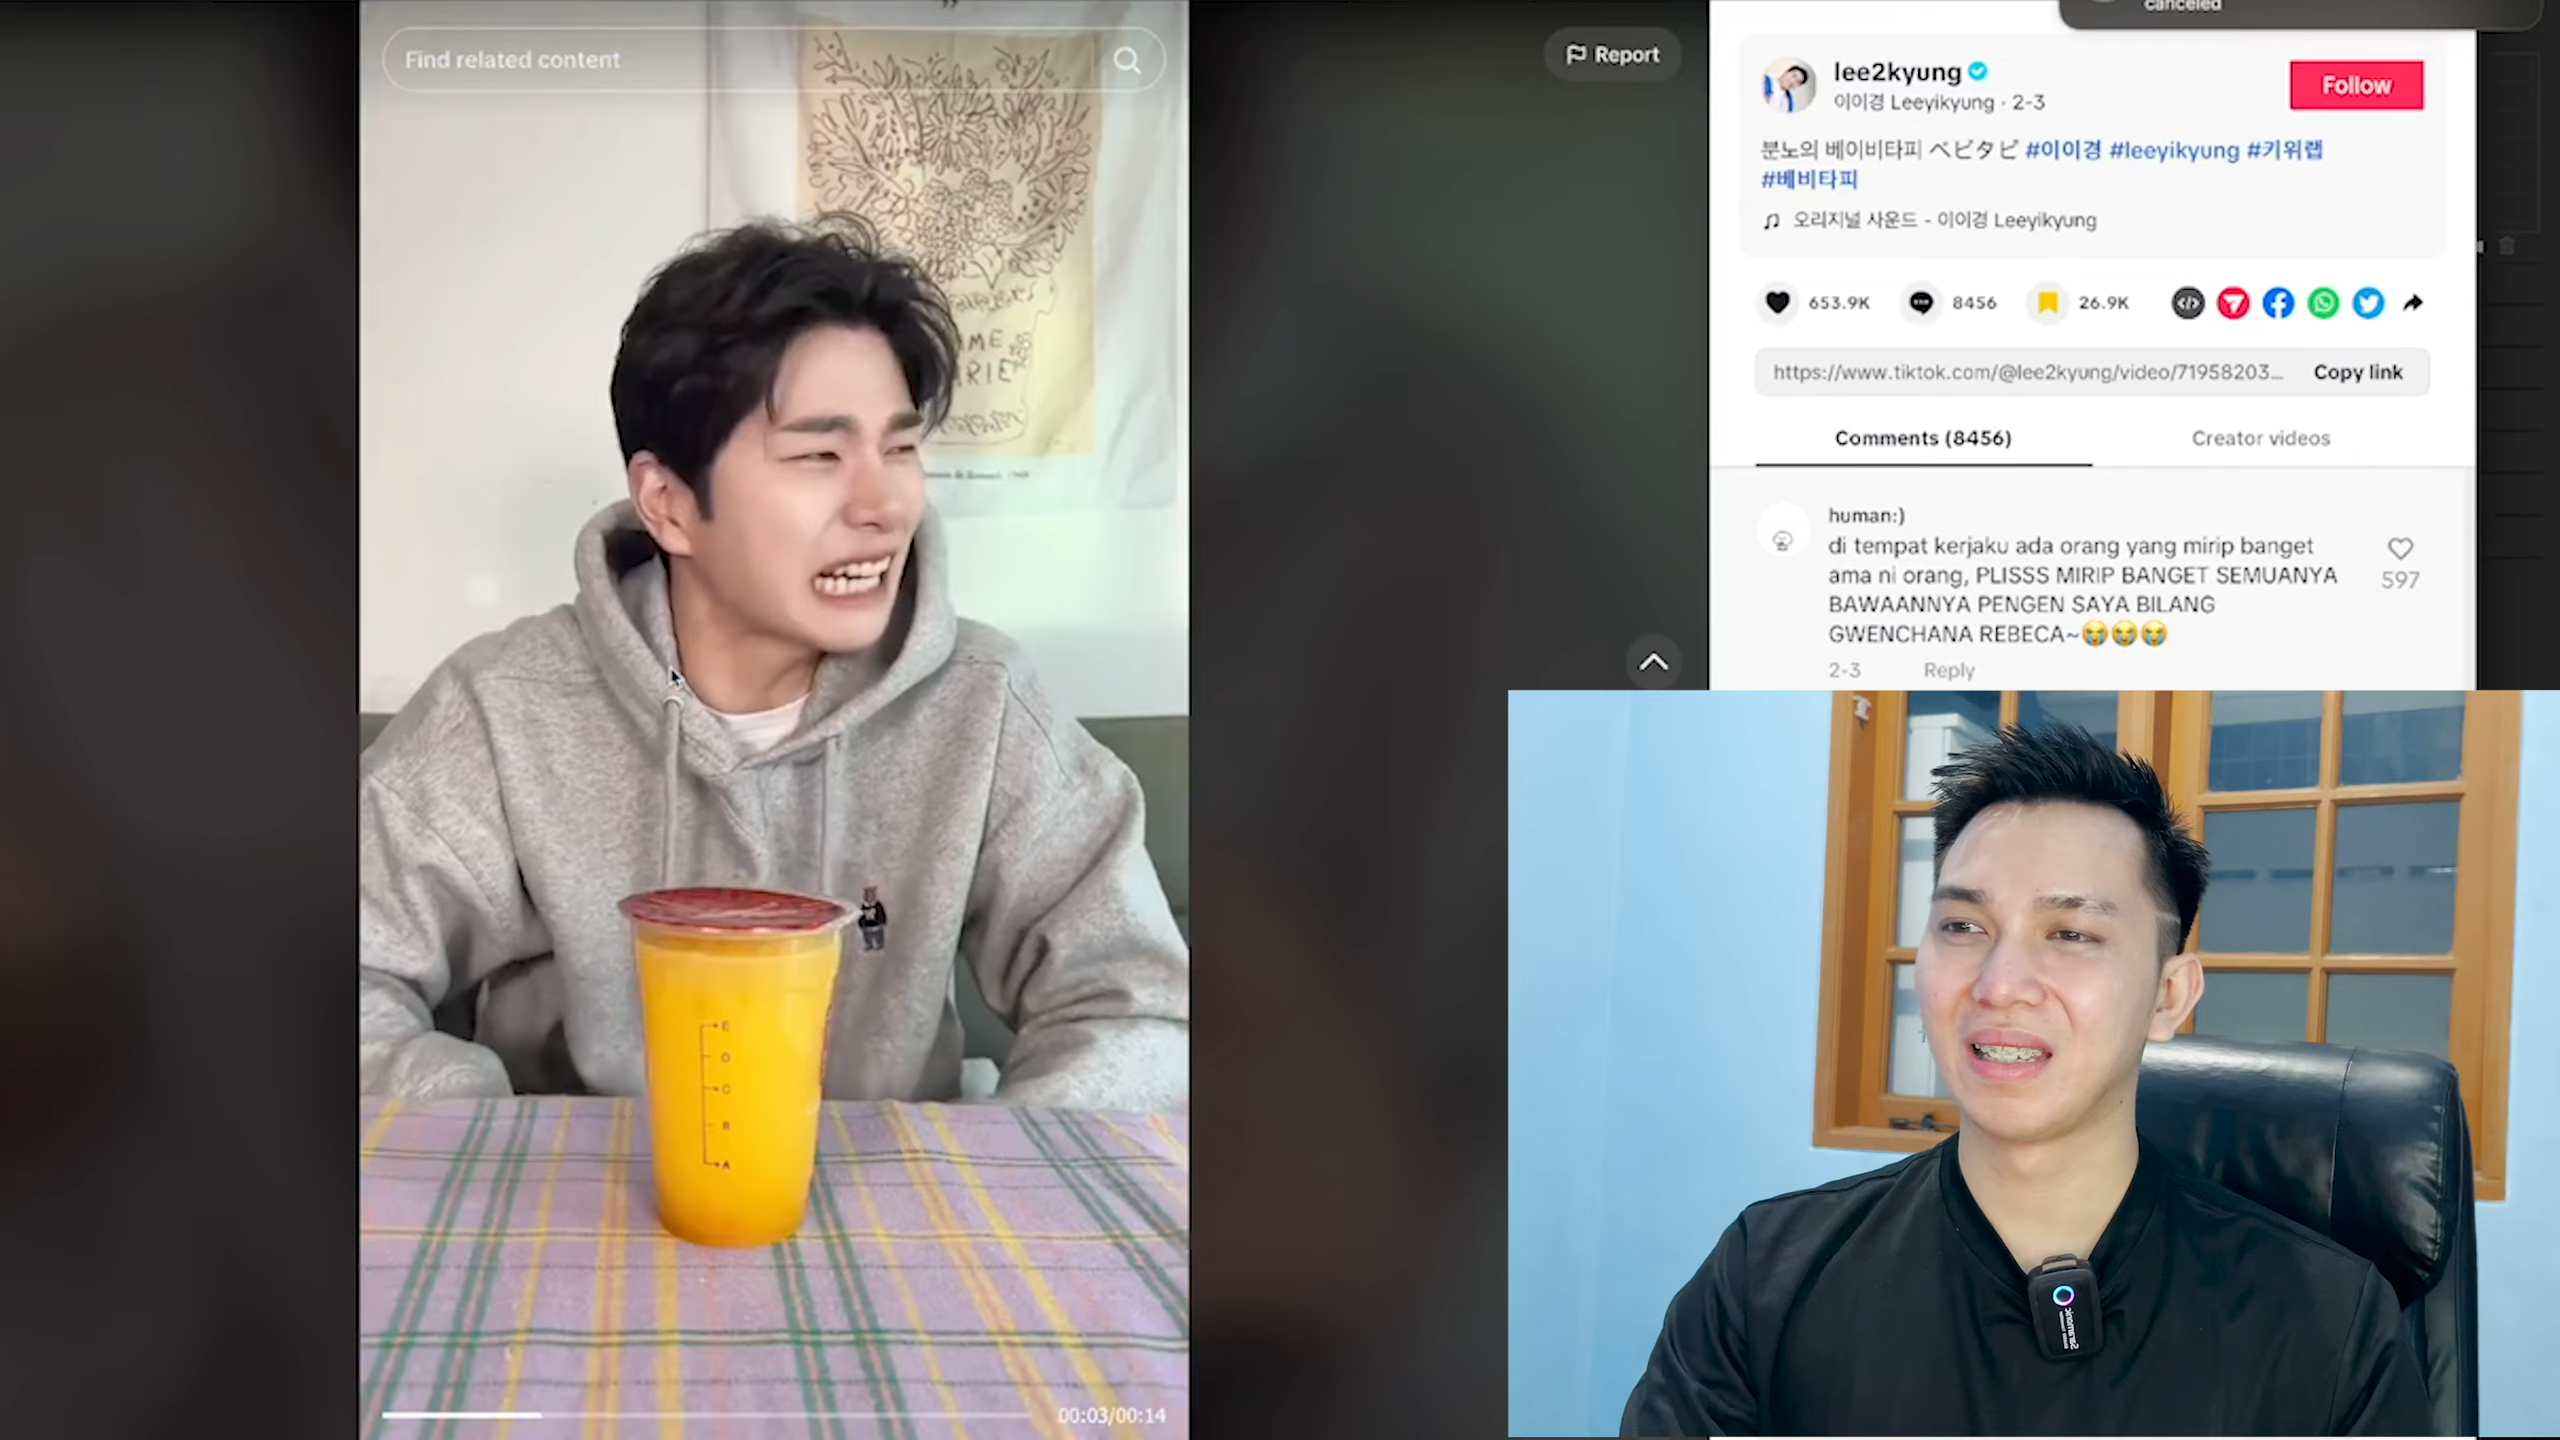 Find related content
Report
canceled
lee2kyung
이이경 Leeyikyung · 2-3
Follow
분노의 베이비타피 ベビタピ #이이경 #leeyikyung #키위랩
#베비타피
오리지널 사운드 - 이이경 Leeyikyung
653.9K
8456
26.9K
https://www.tiktok.com/@lee2kyung/video/71958203...
Copy link
Comments (8456)
Creator videos
human:)
di tempat kerjaku ada orang yang mirip banget
ama ni orang, PLISSS MIRIP BANGET SEMUANYA
BAWAANNYA PENGEN SAYA BILANG
GWENCHANA REBECA~😭😭😭
597
2-3
Reply
E
D
C
B
A
00:03/00:14